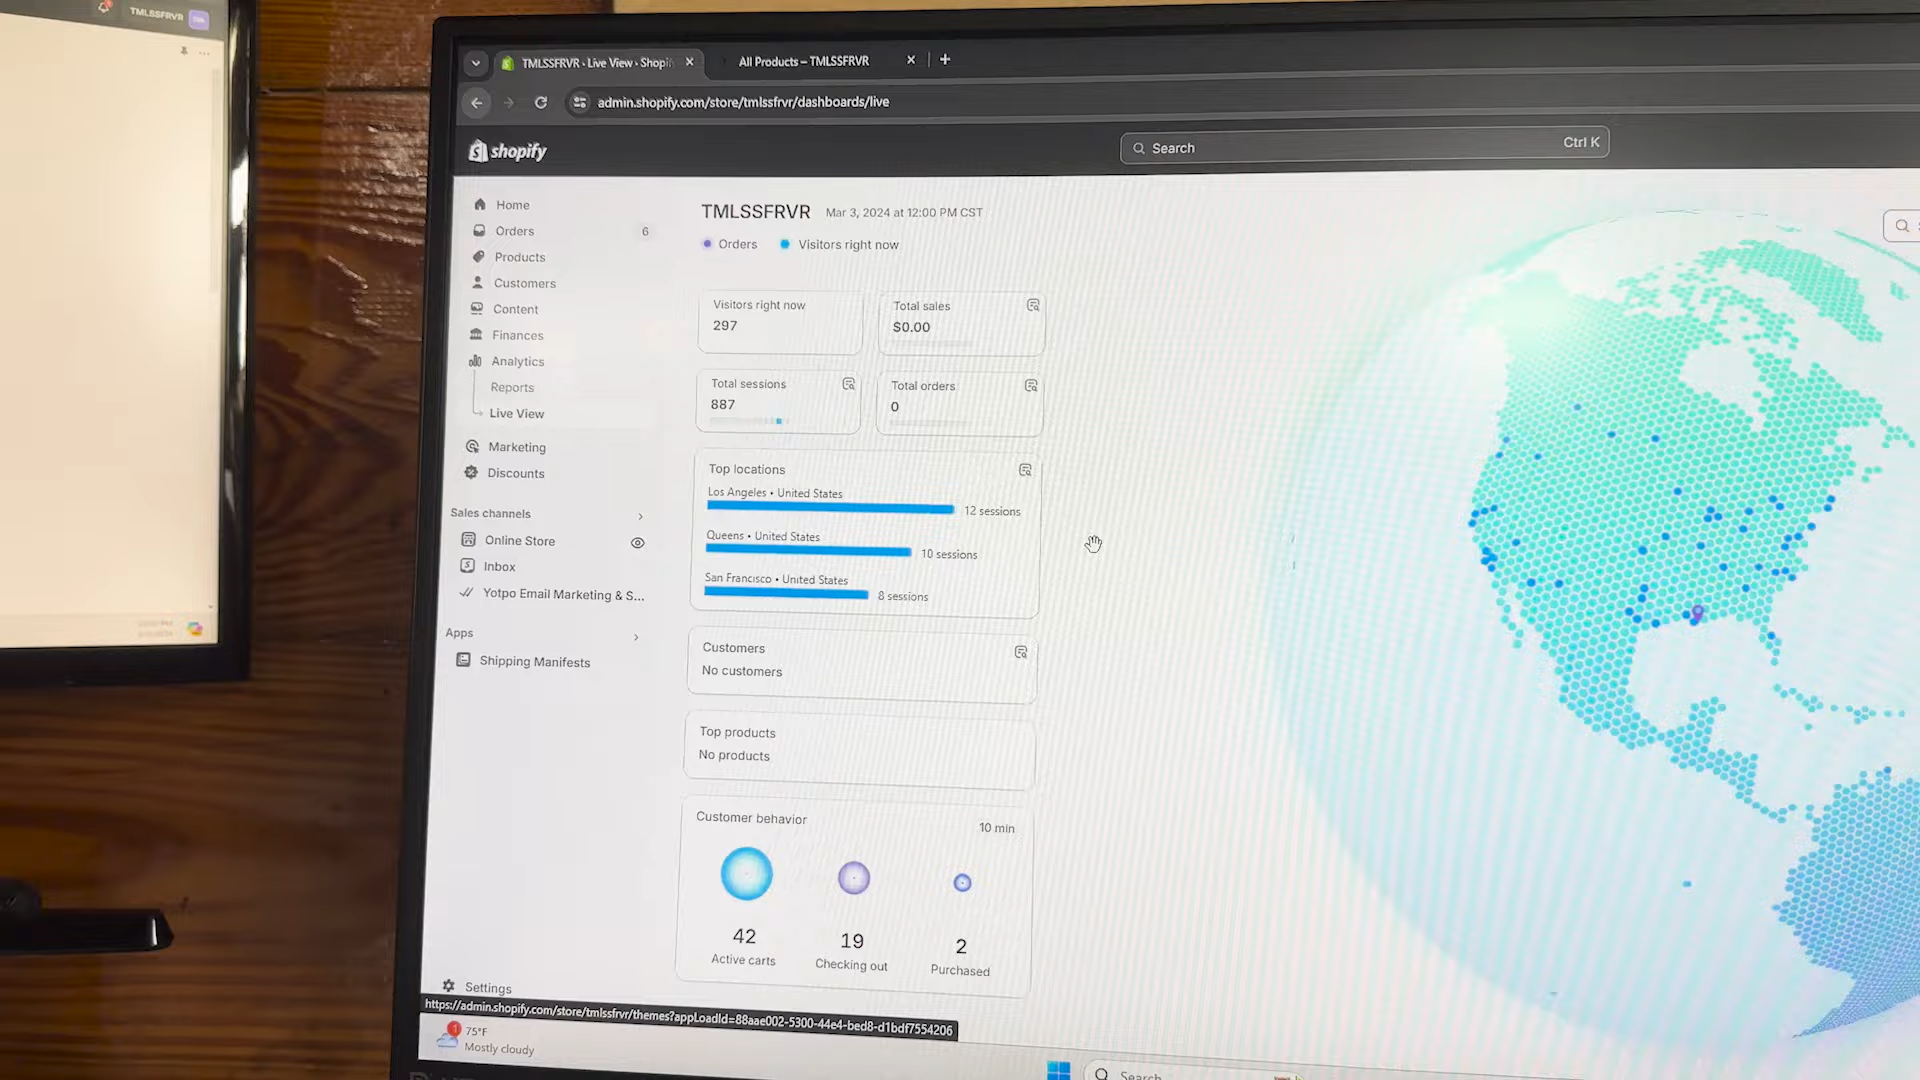 TMLSSFRVR
TMLSSFRVR · Live View · Shopi
All Products – TMLSSFRVR
admin.shopify.com/store/tmlssfrvr/dashboards/live
shopify
Search
Ctrl K
Home
Orders
6
Products
Customers
Content
Finances
Analytics
Reports
Live View
Marketing
Discounts
Sales channels
Online Store
Inbox
Yotpo Email Marketing & S...
Apps
Shipping Manifests
Settings
TMLSSFRVR
Mar 3, 2024 at 12:00 PM CST
Orders
Visitors right now
Visitors right now
297
Total sales
$0.00
Total sessions
887
Total orders
0
Top locations
Los Angeles • United States
12 sessions
Queens • United States
10 sessions
San Francisco • United States
8 sessions
Customers
No customers
Top products
No products
Customer behavior
10 min
42
Active carts
19
Checking out
2
Purchased
https://admin.shopify.com/store/tmlssfrvr/themes?appLoadId=88aae002-5300-44e4-bed8-d1bdf7554206
1
75°F
Mostly cloudy
Search